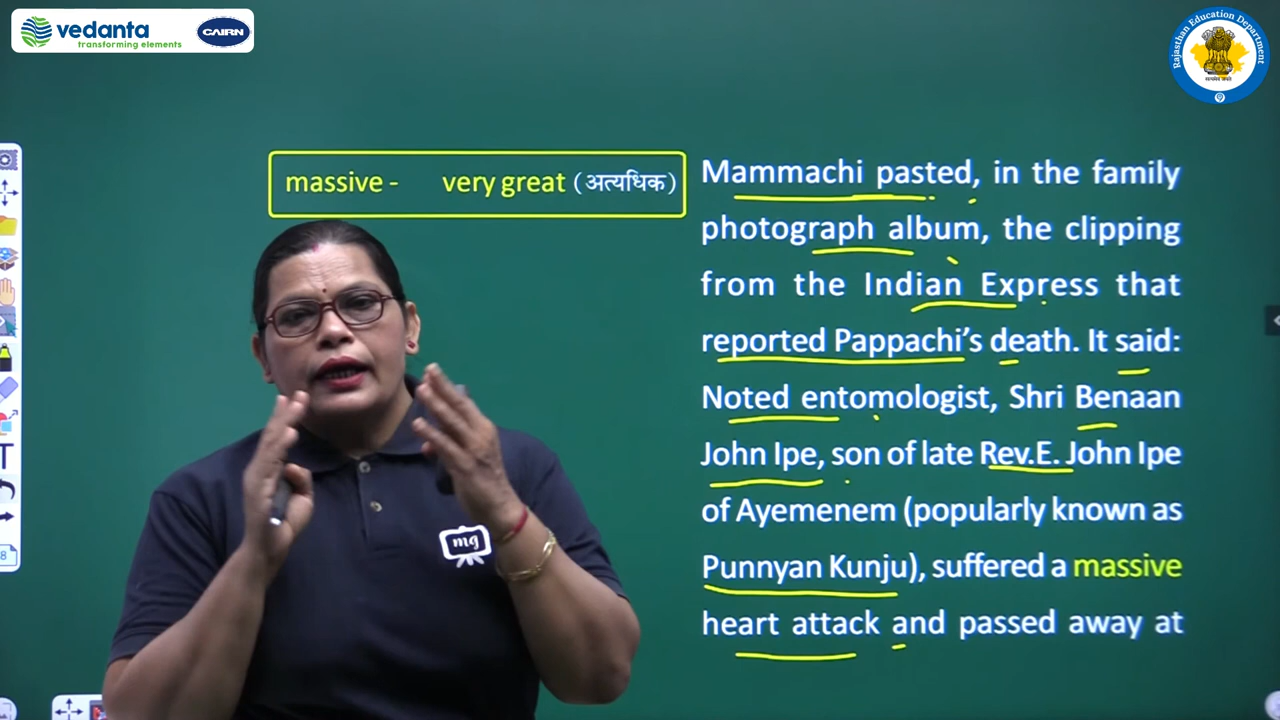 vedanta
transforming elements
CAIRN
Rajasthan Education Department
massive - very great (अत्यधिक)
Mammachi pasted, in the family
photograph album, the clipping
from the Indian Express that
reported Pappachi's death. It said:
Noted entomologist, Shri Benaan
John Ipe, son of late Rev.E. John Ipe
of Ayemenem (popularly known as
Punnyan Kunju), suffered a massive
heart attack and passed away at
mg
T
8